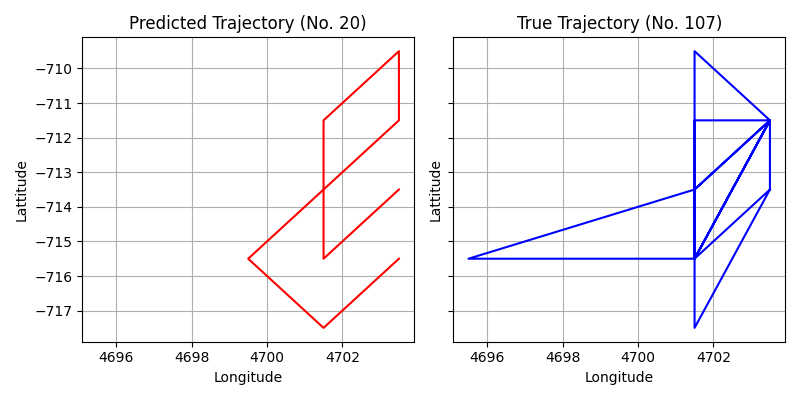 Predicted Trajectory (No. 20)
True Trajectory (No. 107)
−710
−711
−712
−713
−714
−715
−716
−717
Lattitude
Lattitude
4696
4698
4700
4702
4696
4698
4700
4702
Longitude
Longitude